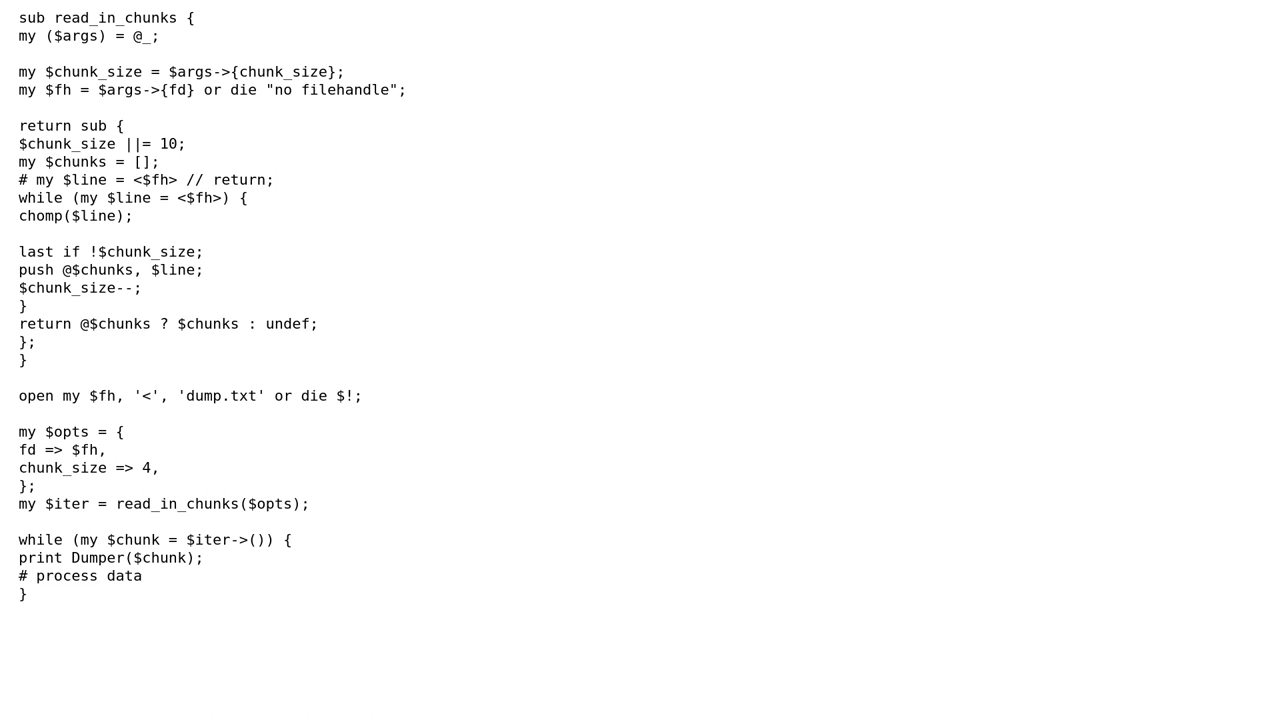 sub read_in_chunks {
my ($args) = @_;

my $chunk_size = $args->{chunk_size};
my $fh = $args->{fd} or die "no filehandle";

return sub {
$chunk_size ||= 10;
my $chunks = [];
# my $line = <$fh> // return;
while (my $line = <$fh>) {
chomp($line);

last if !$chunk_size;
push @$chunks, $line;
$chunk_size--;
}
return @$chunks ? $chunks : undef;
};
}

open my $fh, '<', 'dump.txt' or die $!;

my $opts = {
fd => $fh,
chunk_size => 4,
};
my $iter = read_in_chunks($opts);

while (my $chunk = $iter->()) {
print Dumper($chunk);
# process data
}